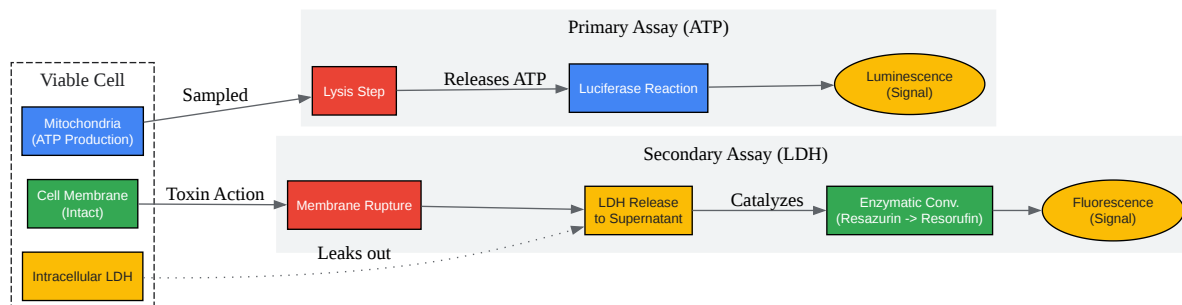 Primary Assay (ATP)
Viable Cell
Mitochondria
(ATP Production)
Sampled
Lysis Step
Releases ATP
Luciferase Reaction
Luminescence
(Signal)
Secondary Assay (LDH)
Cell Membrane
(Intact)
Toxin Action
Membrane Rupture
LDH Release
to Supernatant
Catalyzes
Enzymatic Conv.
(Resazurin -> Resorufin)
Fluorescence
(Signal)
Intracellular LDH
Leaks out